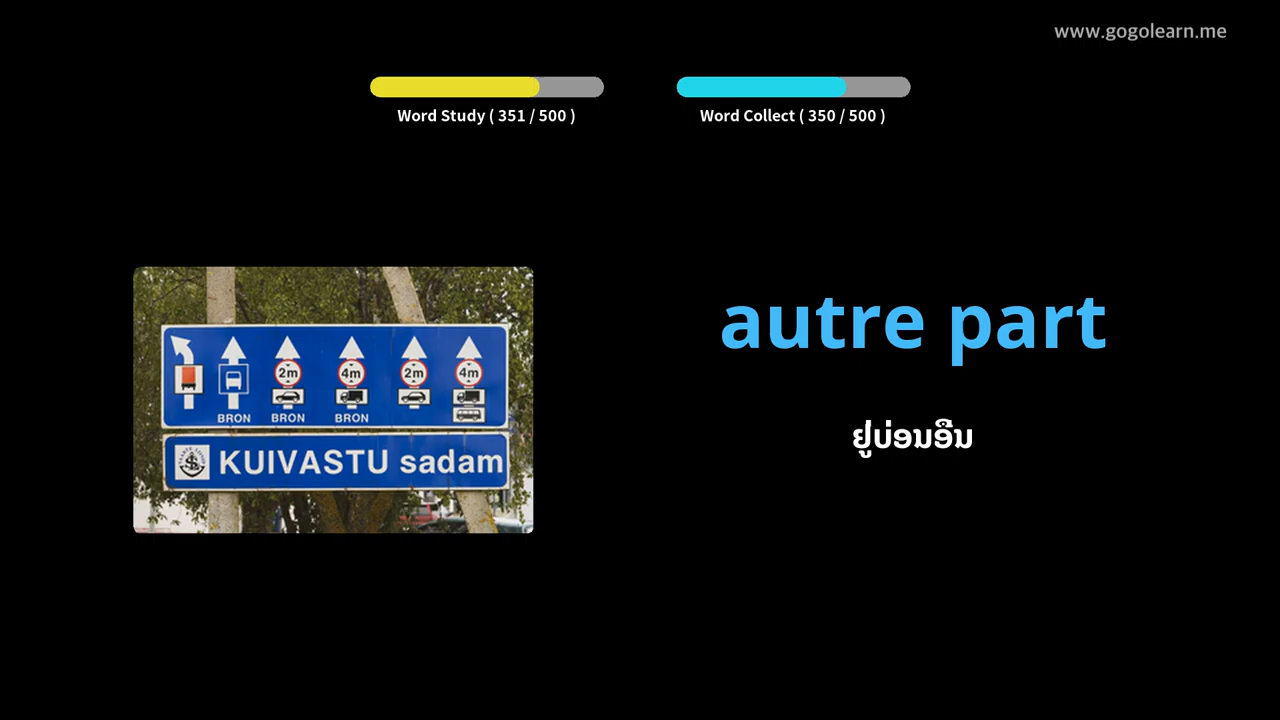 www.gogolearn.me
Word Study ( 351 / 500 )
Word Collect ( 350 / 500 )
2m 4m 2m 4m
BRON BRON BRON
KUIVASTU sadam
autre part
ຢູ່ບ່ອນອື່ນ